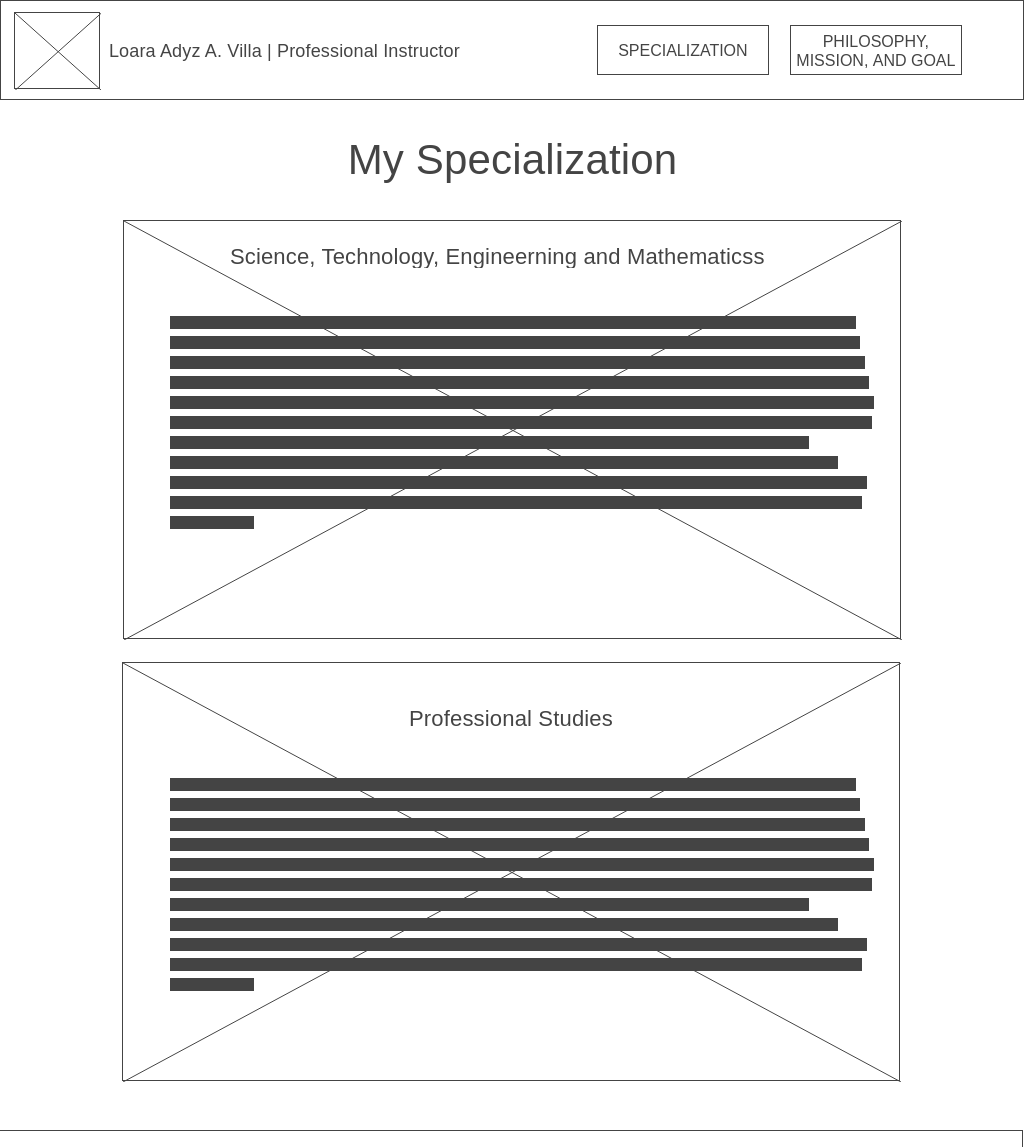 Loara Adyz A. Villa | Professional Instructor
SPECIALIZATION
PHILOSOPHY,
MISSION, AND GOAL
My Specialization
Science, Technology, Engineerning and Mathematicss
Professional Studies